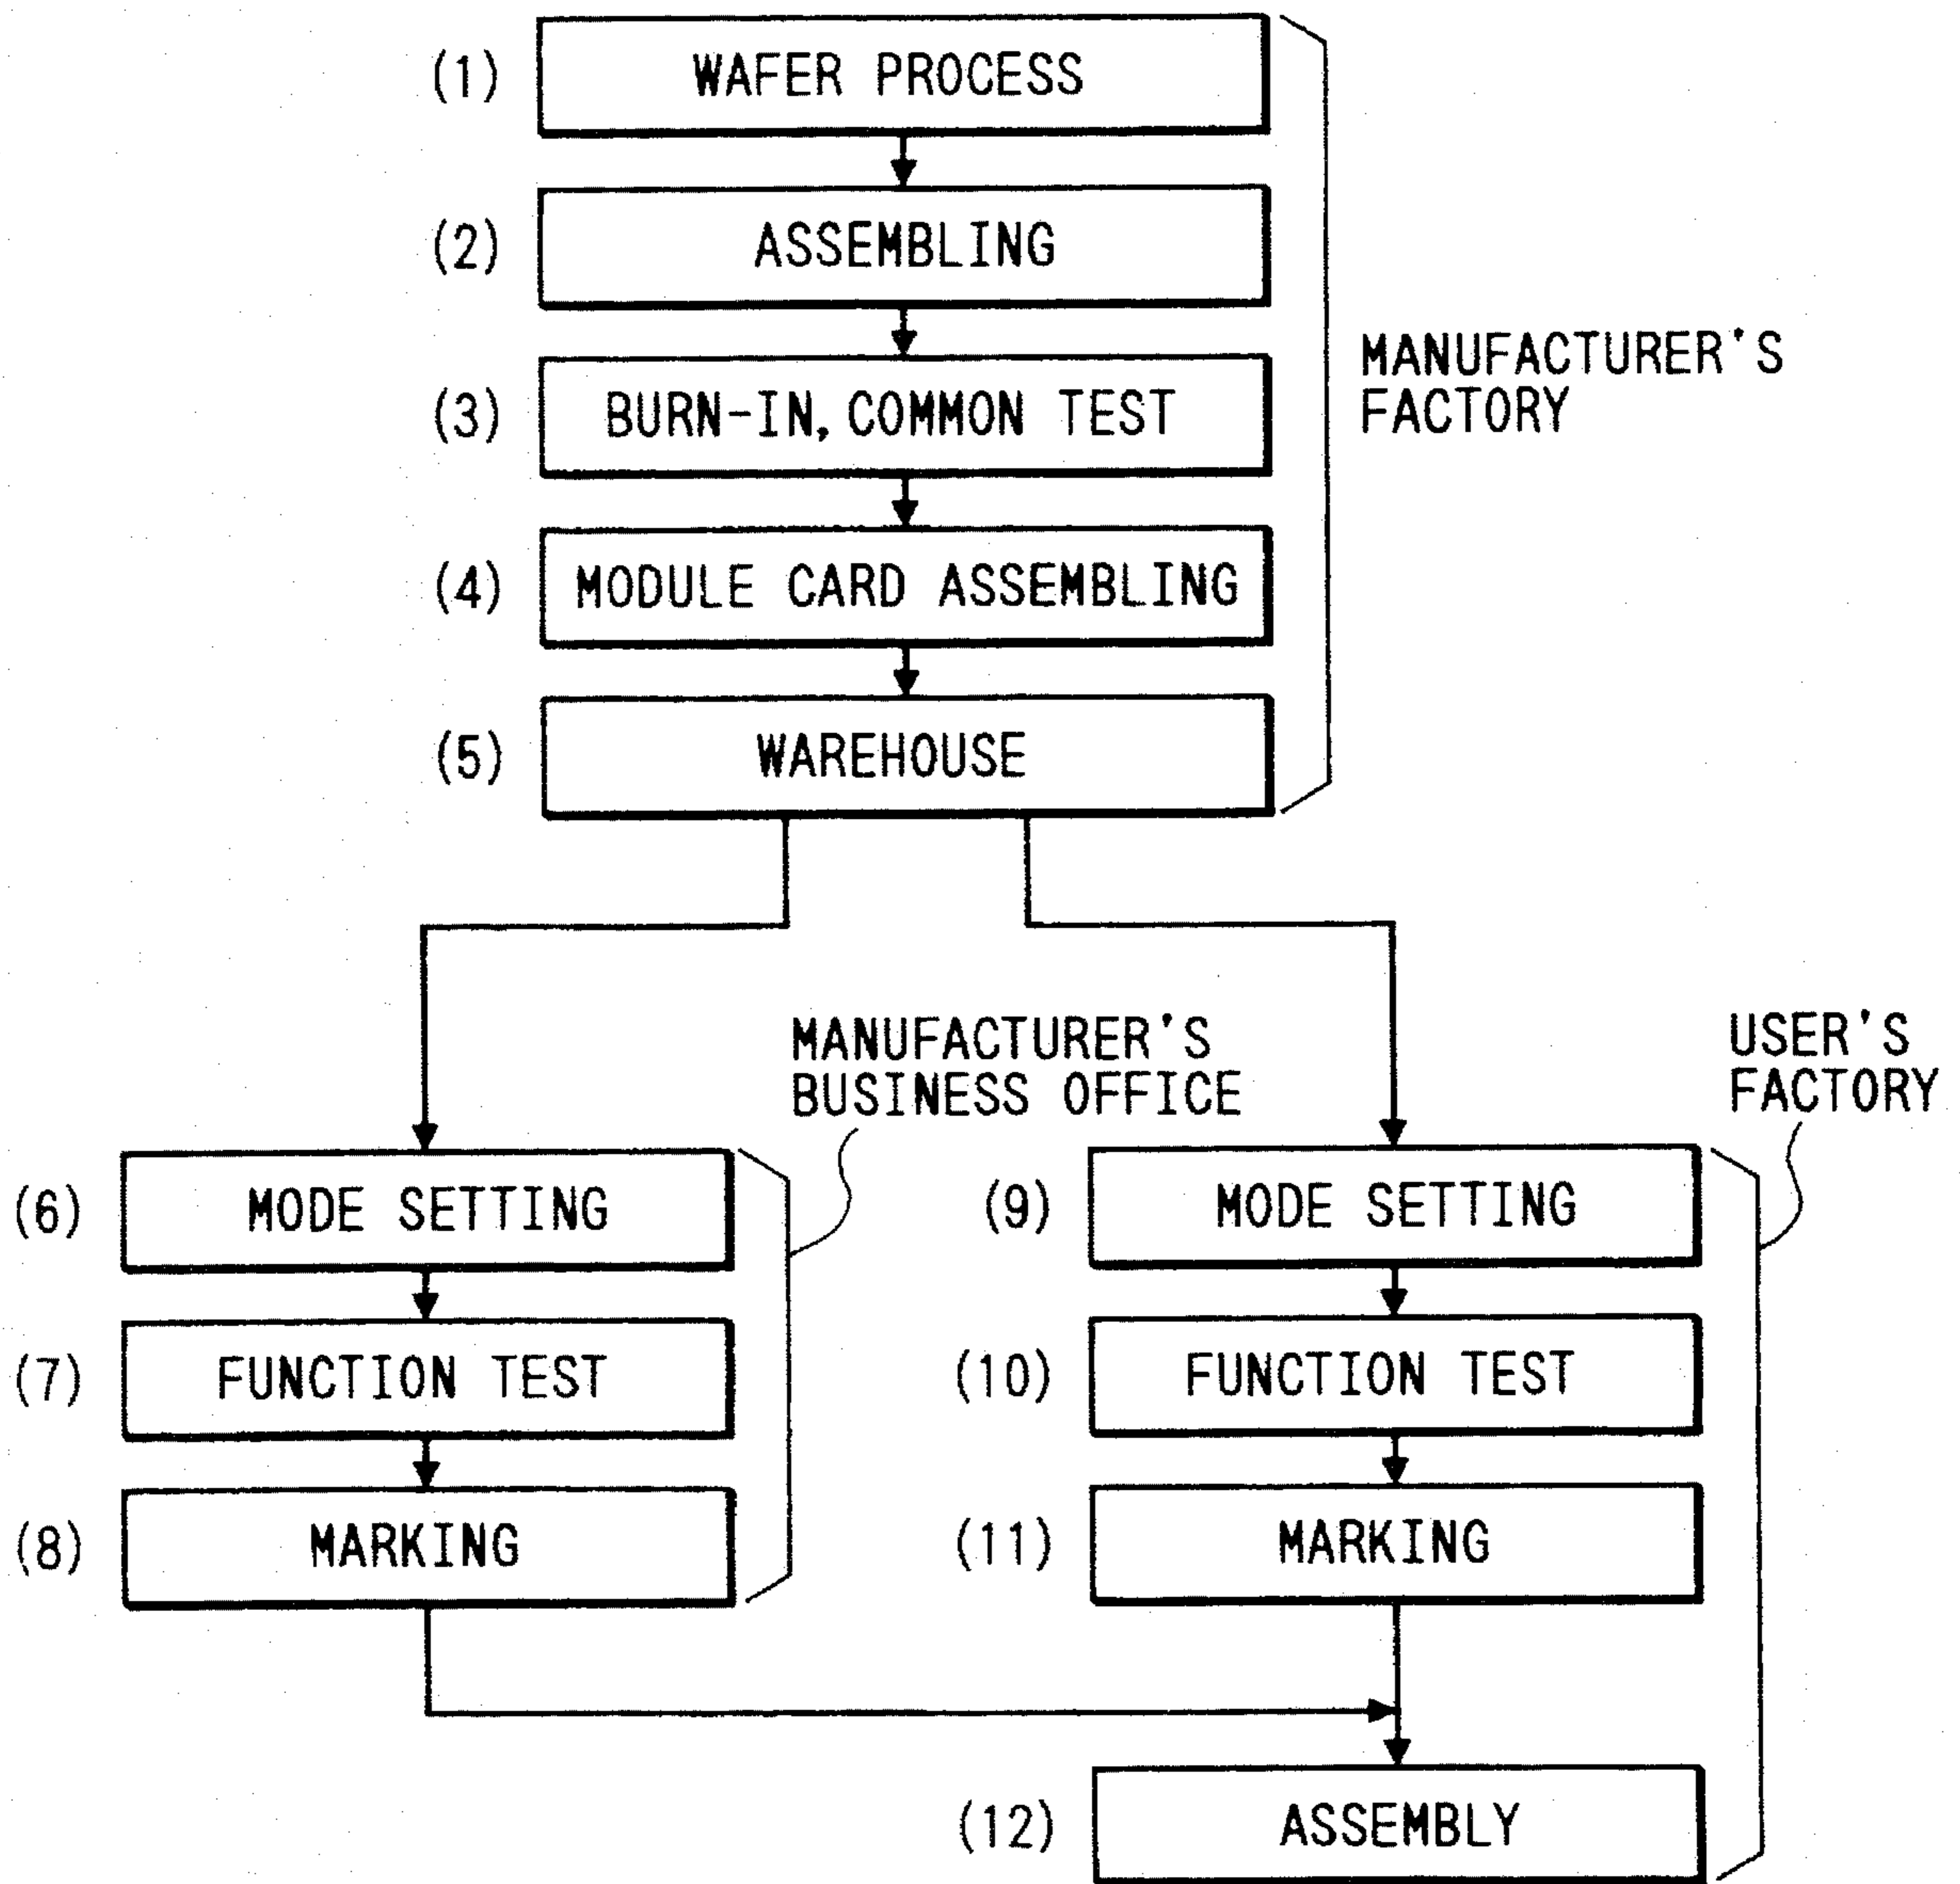 (1) WAFER PROCESS
(2) ASSEMBLING
(3) BURN-IN, COMMON TEST
(4) MODULE CARD ASSEMBLING
(5) WAREHOUSE
MANUFACTURER'S
FACTORY
MANUFACTURER'S
BUSINESS OFFICE
(6) MODE SETTING
(7) FUNCTION TEST
(8) MARKING
USER'S
FACTORY
(9) MODE SETTING
(10) FUNCTION TEST
(11) MARKING
(12) ASSEMBLY